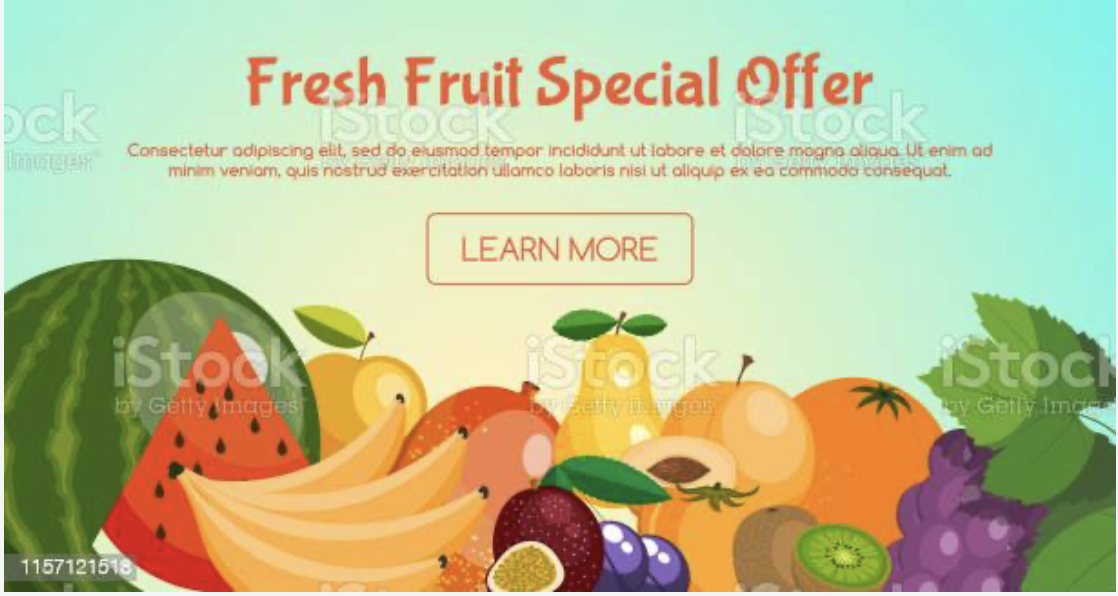 Fresh Fruit Special Offer
iStock
iStock
iStock
Images
by Getty Images
by Getty Images
Consectetur adipiscing elit, sed do eiusmod tempor incididunt ut labore et dolore magna aliqua. Ut enim ad
minim veniam, quis nostrud exercitation ullamco laboris nisi ut aliquip ex ea commodo consequat.
LEARN MORE
iStock
iStock
iStock
by Getty Images
by Getty Images
by Getty Images
1157121518